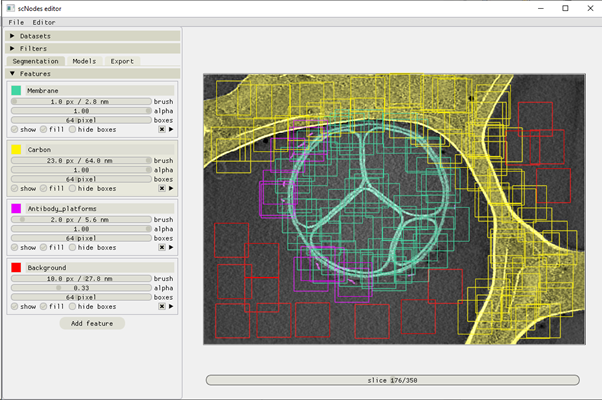 scNodes editor
File Editor
▶ Datasets
▶ Filters
Segmentation Models Export
▼ Features
Membrane
1.0 px / 2.8 nm brush
1.00 alpha
64 pixel boxes
show fill hide boxes
Carbon
23.0 px / 64.0 nm brush
1.00 alpha
64 pixel boxes
show fill hide boxes
Antibody_platforms
2.0 px / 5.6 nm brush
1.00 alpha
64 pixel boxes
show fill hide boxes
Background
10.0 px / 27.8 nm brush
0.33 alpha
64 pixel boxes
show fill hide boxes
Add feature
slice 176/350